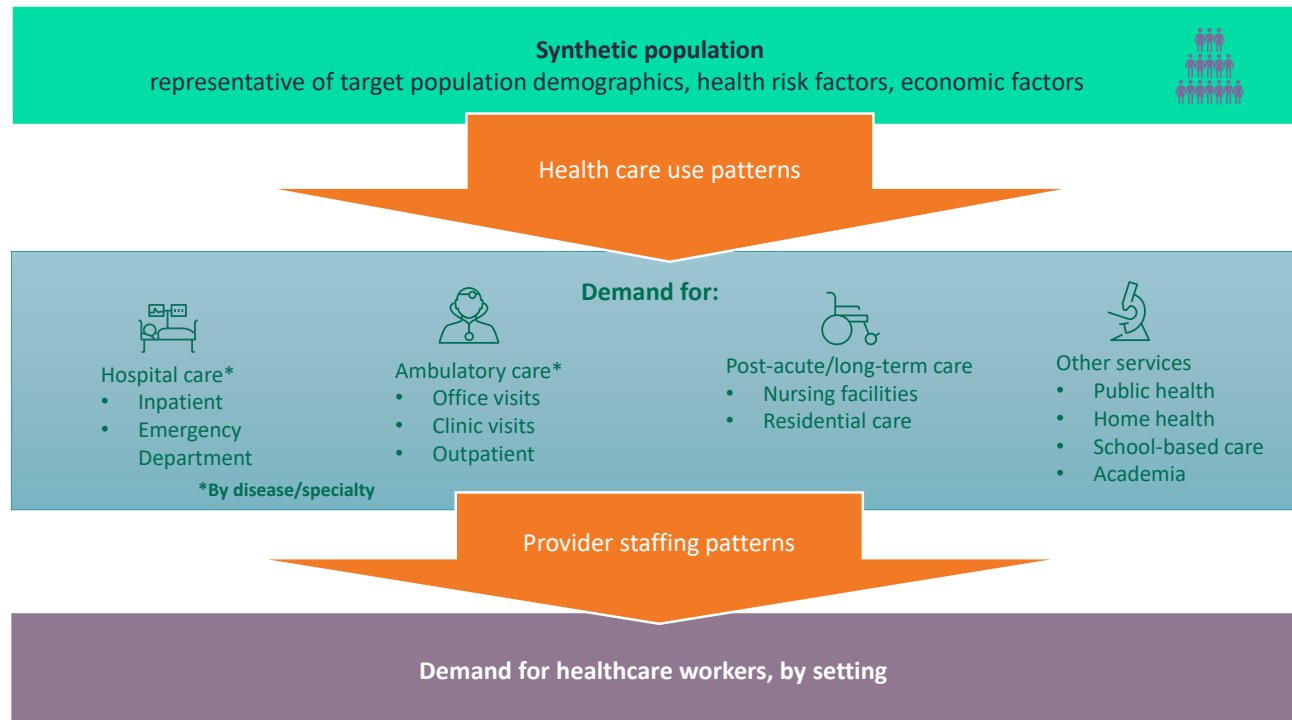 Synthetic population
representative of target population demographics, health risk factors, economic factors
Health care use patterns
Demand for:
Hospital care*
• Inpatient
• Emergency
Department
*By disease/specialty
Ambulatory care*
• Office visits
• Clinic visits
• Outpatient
Post-acute/long-term care
• Nursing facilities
• Residential care
Other services
• Public health
• Home health
• School-based care
• Academia
Provider staffing patterns
Demand for healthcare workers, by setting